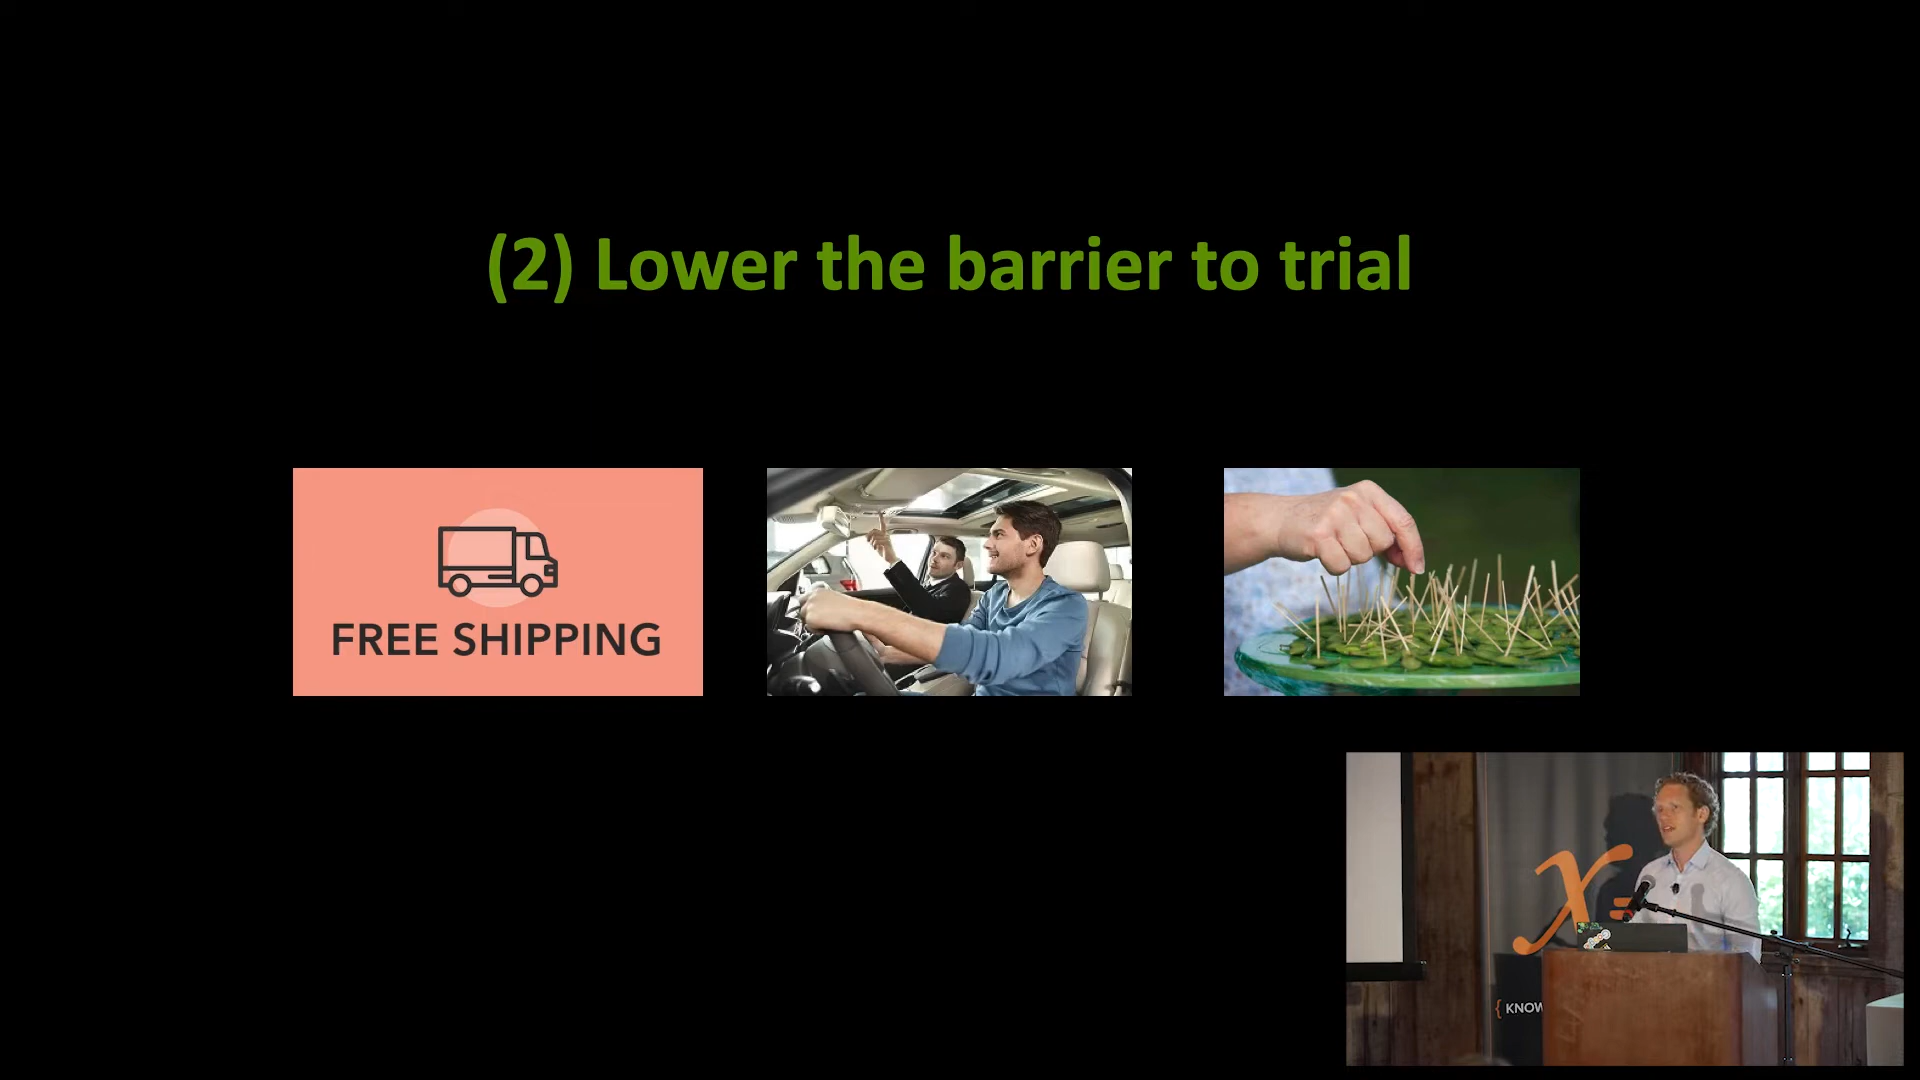 (2) Lower the barrier to trial
FREE SHIPPING
X=
{ KNOW